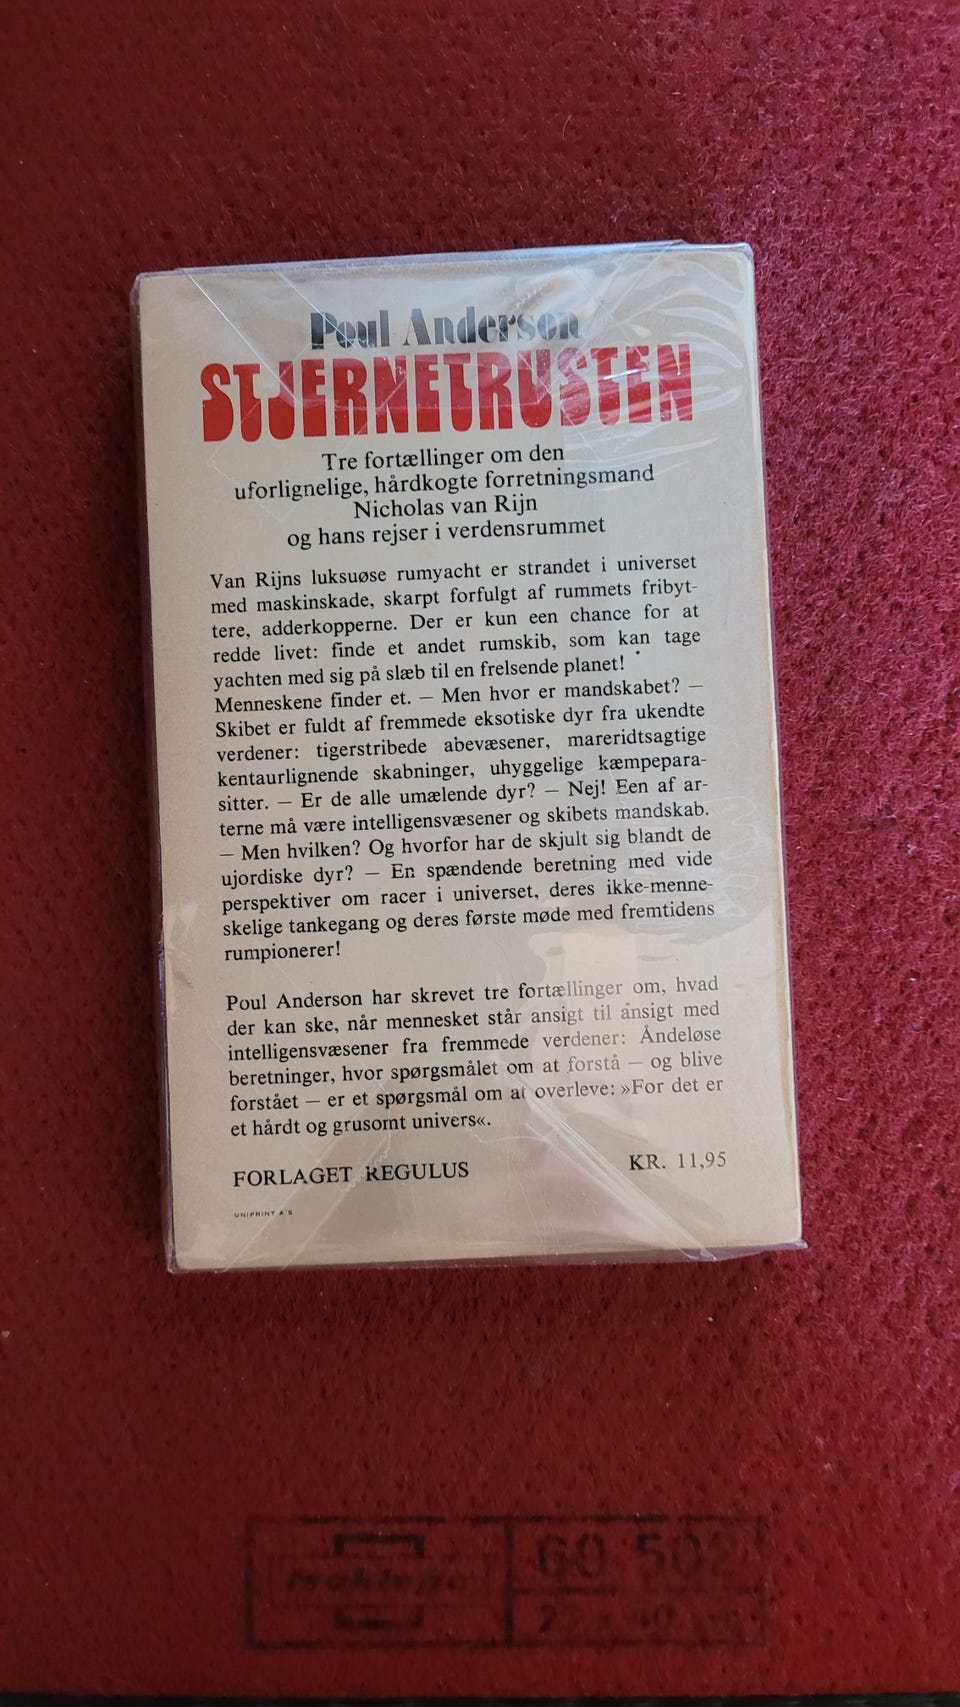 Poul Anderson
STJERNETRUSTEN
Tre fortællinger om den
uforlignelige, hårdkogte forretningsmand
Nicholas van Rijn
og hans rejser i verdensrummet
Van Rijns luksuøse rumyacht er strandet i universet
med maskinskade, skarpt forfulgt af rummets fribyt-
tere, adderkopperne. Der er kun een chance for at
redde livet: finde et andet rumskib, som kan tage
yachten med sig på slæb til en frelsende planet!
Menneskene finder et. — Men hvor er mandskabet? —
Skibet er fuldt af fremmede eksotiske dyr fra ukendte
verdener: tigerstribede abevæsener, mareridtsagtige
kentaurlignende skabninger, uhyggelige kæmpepara-
sitter. — Er de alle umælende dyr? — Nej! Een af ar-
terne må være intelligensvæsener og skibets mandskab.
— Men hvilken? Og hvorfor har de skjult sig blandt de
ujordiske dyr? — En spændende beretning med vide
perspektiver om racer i universet, deres ikke-menne-
skelige tankegang og deres første møde med fremtidens
rumpionerer!
Poul Anderson har skrevet tre fortællinger om, hvad
der kan ske, når mennesket står ansigt til ansigt med
intelligensvæsener fra fremmede verdener: Åndeløse
beretninger, hvor spørgsmålet om at forstå — og blive
forstået — er et spørgsmål om at overleve: »For det er
et hårdt og grusomt univers«.
FORLAGET REGULUS KR. 11,95
UNIPRINT A S
60 502